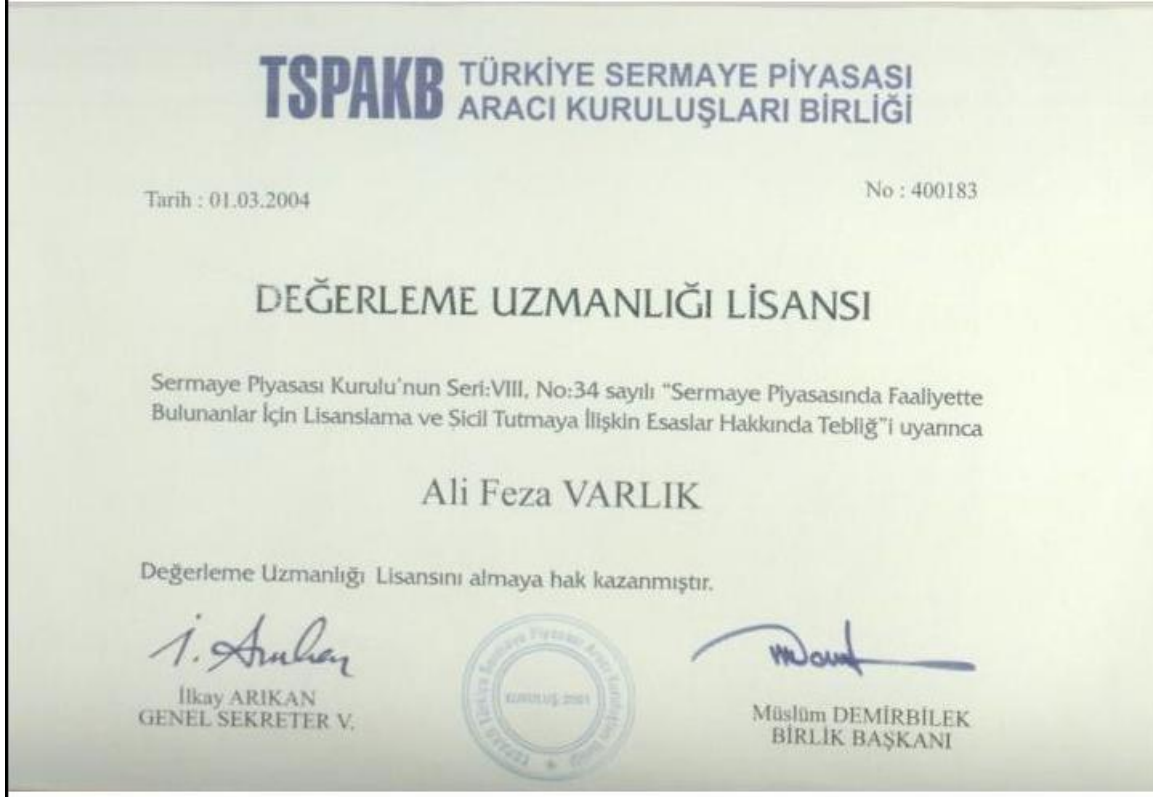 TSPAKB TÜRKİYE SERMAYE PİYASASI
ARACI KURULUŞLARI BİRLİĞİ
Tarih : 01.03.2004
No : 400183
DEĞERLEME UZMANLIĞI LİSANSI
Sermaye Piyasası Kurulu'nun Seri:VIII, No:34 sayılı "Sermaye Piyasasında Faaliyette
Bulunanlar İçin Lisanslama ve Sicil Tutmaya İlişkin Esaslar Hakkında Tebliğ"i uyarınca
Ali Feza VARLIK
Değerleme Uzmanlığı Lisansını almaya hak kazanmıştır.
İlkay ARIKAN
GENEL SEKRETER V.
KURULUŞ 2001
Müslüm DEMİRBİLEK
BİRLİK BAŞKANI